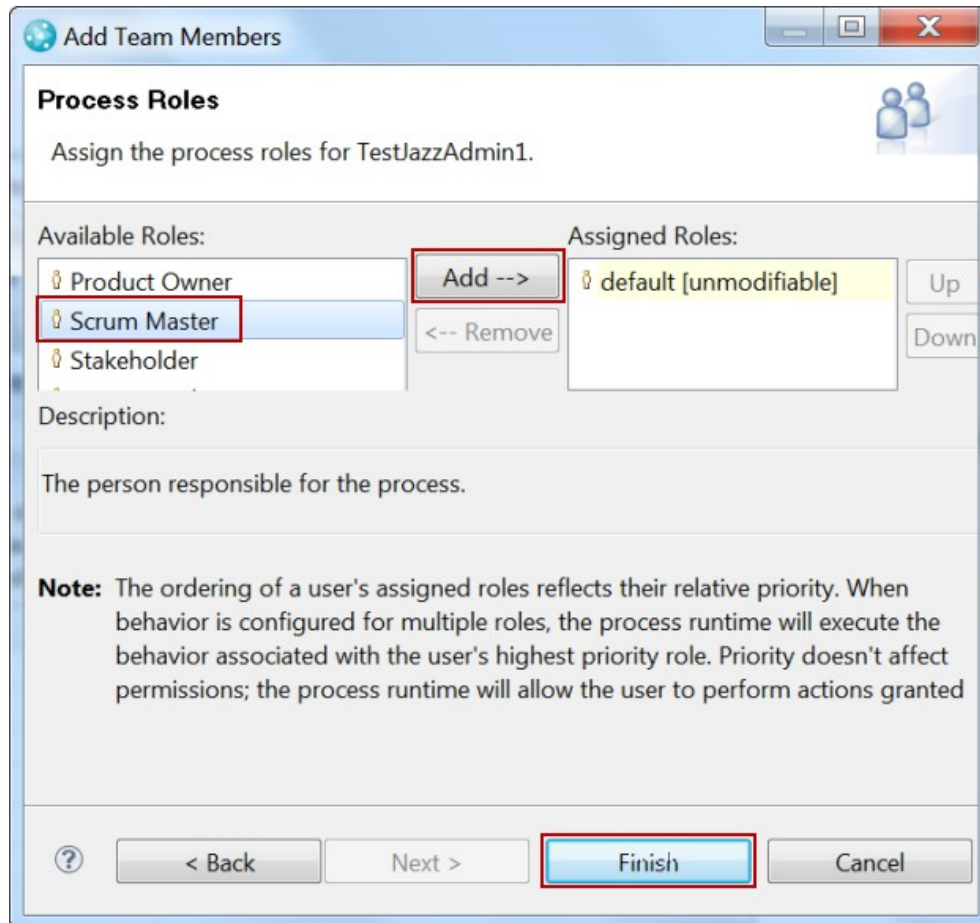 Add Team Members
Process Roles
Assign the process roles for TestJazzAdmin1.
Available Roles:
Product Owner
Scrum Master
Stakeholder
Add -->
<-- Remove
Assigned Roles:
default [unmodifiable]
Up
Down
Description:
The person responsible for the process.
Note: The ordering of a user's assigned roles reflects their relative priority. When
behavior is configured for multiple roles, the process runtime will execute the
behavior associated with the user's highest priority role. Priority doesn't affect
permissions; the process runtime will allow the user to perform actions granted
? < Back Next > Finish Cancel